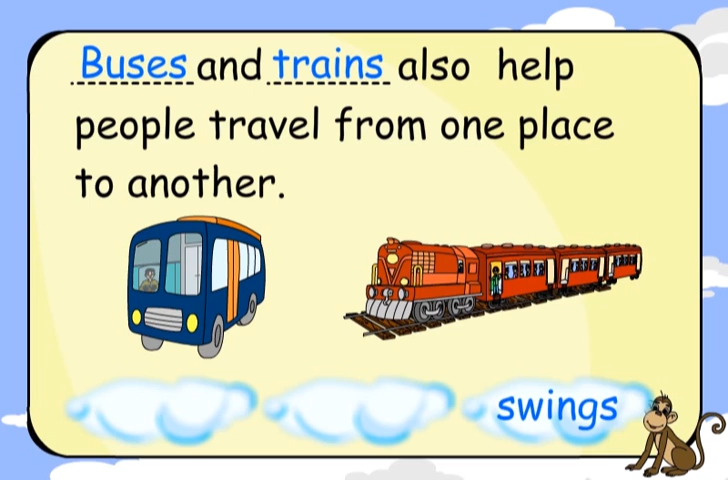 Buses and trains also help
people travel from one place
to another.
swings